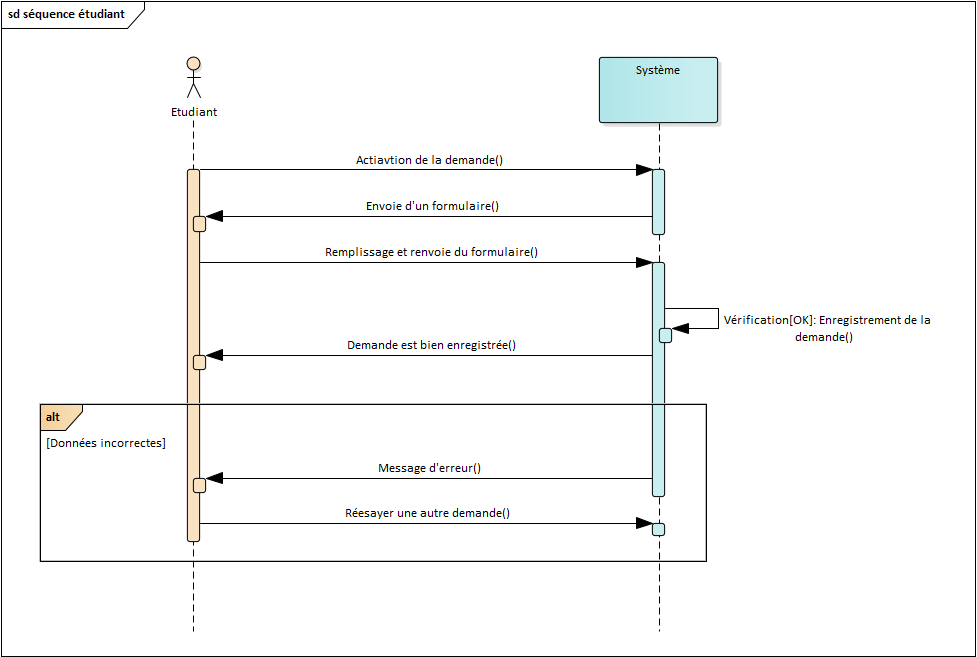 sd séquence étudiant
Système
Etudiant
Actiavtion de la demande()
Envoie d'un formulaire()
Remplissage et renvoie du formulaire()
Vérification[OK]: Enregistrement de la
demande()
Demande est bien enregistrée()
alt
[Données incorrectes]
Message d'erreur()
Réesayer une autre demande()